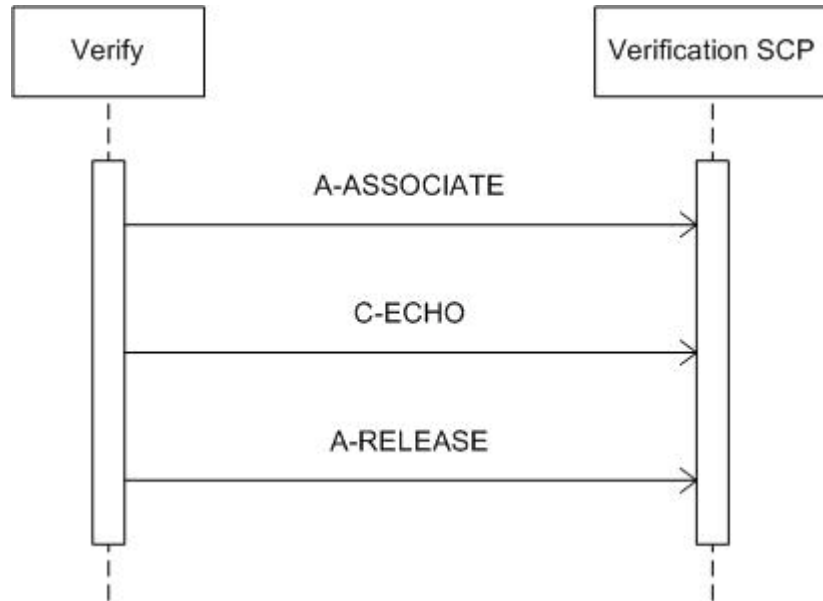 Verify
Verification SCP
A-ASSOCIATE
C-ECHO
A-RELEASE